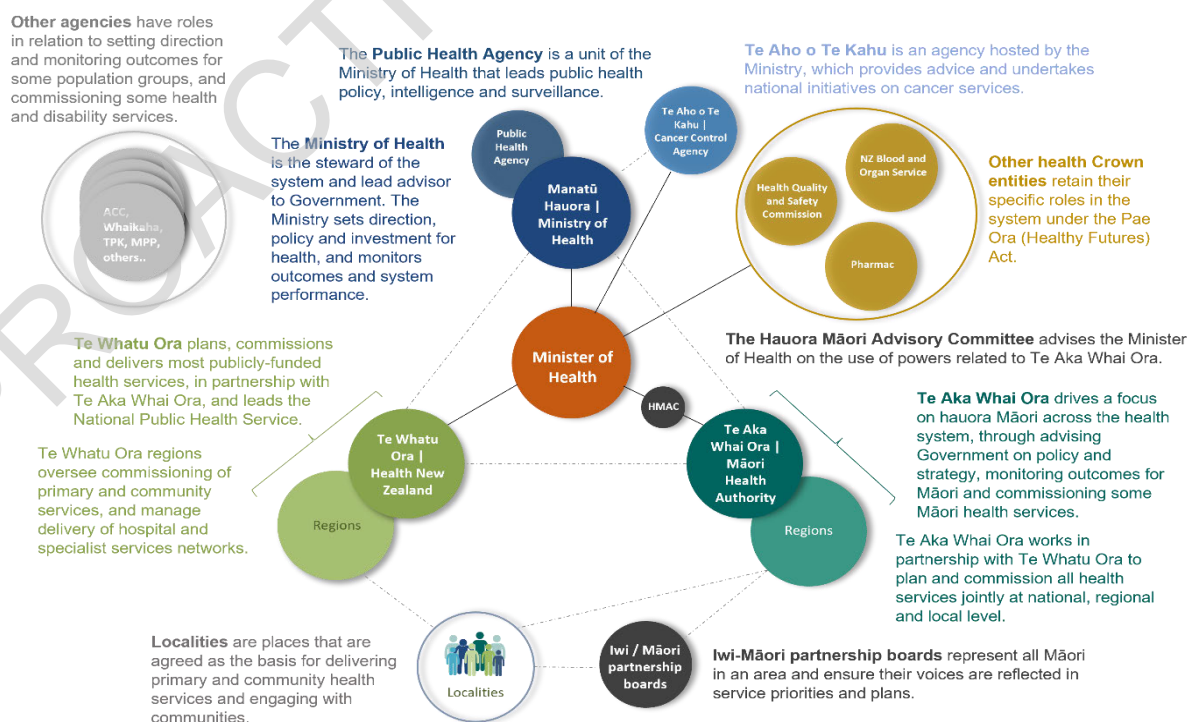 Other agencies have roles
in relation to setting direction
and monitoring outcomes for
some population groups, and
commissioning some health
and disability services.
ACC,
Whaikaha,
TPK, MPP,
others..
The Public Health Agency is a unit of the
Ministry of Health that leads public health
policy, intelligence and surveillance.
Te Aho o Te Kahu is an agency hosted by the
Ministry, which provides advice and undertakes
national initiatives on cancer services.
Public
Health
Agency
Te Aho o Te
Kahu |
Cancer Control
Agency
The Ministry of Health
is the steward of the
system and lead advisor
to Government. The
Ministry sets direction,
policy and investment for
health, and monitors
outcomes and system
performance.
Manatū
Hauora |
Ministry of
Health
NZ Blood and
Organ Service
Health Quality
and Safety
Commission
Pharmac
Other health Crown
entities retain their
specific roles in the
system under the Pae
Ora (Healthy Futures)
Act.
Minister of
Health
The Hauora Māori Advisory Committee advises the Minister
of Health on the use of powers related to Te Aka Whai Ora.
HMAC
Te Whatu Ora plans, commissions
and delivers most publicly-funded
health services, in partnership with
Te Aka Whai Ora, and leads the
National Public Health Service.
Te Whatu Ora regions
oversee commissioning of
primary and community
services, and manage
delivery of hospital and
specialist services networks.
Te Whatu
Ora |
Health New
Zealand
Regions
Te Aka
Whai Ora |
Māori
Health
Authority
Regions
Te Aka Whai Ora drives a focus
on hauora Māori across the health
system, through advising
Government on policy and
strategy, monitoring outcomes for
Māori and commissioning some
Māori health services.
Te Aka Whai Ora works in
partnership with Te Whatu Ora to
plan and commission all health
services jointly at national, regional
and local level.
Localities are places that are
agreed as the basis for delivering
primary and community health
services and engaging with
communities.
Localities
Iwi / Māori
partnership
boards
Iwi-Māori partnership boards represent all Māori
in an area and ensure their voices are reflected in
service priorities and plans.
PROACTI